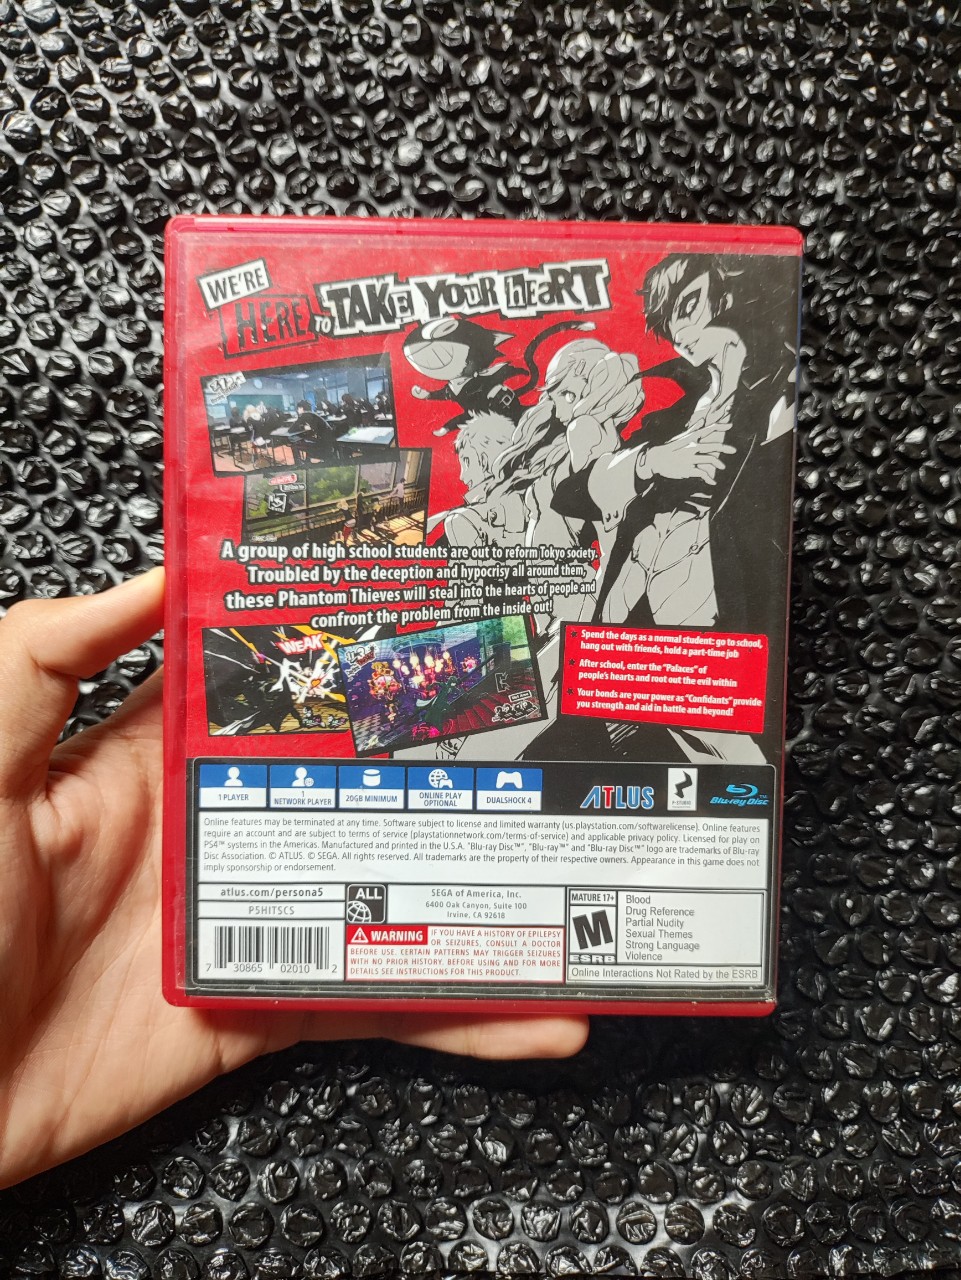 WE'RE
HERE TO TAKE YOUR HEART
A group of high school students are out to reform Tokyo society.
Troubled by the deception and hypocrisy all around them,
these Phantom Thieves will steal into the hearts of people and
confront the problem from the inside out!
WEAK
★ Spend the days as a normal student: go to school,
hang out with friends, hold a part-time job
★ After school, enter the "Palaces" of
people's hearts and root out the evil within
★ Your bonds are your power as "Confidants" provide
you strength and aid in battle and beyond!
1 PLAYER
1
NETWORK PLAYER
20GB MINIMUM
ONLINE PLAY
OPTIONAL
DUALSHOCK 4
ATLUS
P-STUDIO
Blu-ray Disc™
Online features may be terminated at any time. Software subject to license and limited warranty (us.playstation.com/softwarelicense). Online features
require an account and are subject to terms of service (playstationnetwork.com/terms-of-service) and applicable privacy policy. Licensed for play on
PS4™ systems in the Americas. Manufactured and printed in the U.S.A. "Blu-ray Disc™", "Blu-ray™" and "Blu-ray Disc™" logo are trademarks of Blu-ray
Disc Association. © ATLUS. © SEGA. All rights reserved. All trademarks are the property of their respective owners. Appearance in this game does not
imply sponsorship or endorsement.
atlus.com/persona5
P5HITSCS
7 30865 02010 2
ALL
SEGA of America, Inc.
6400 Oak Canyon, Suite 100
Irvine, CA 92618
WARNING IF YOU HAVE A HISTORY OF EPILEPSY
OR SEIZURES, CONSULT A DOCTOR
BEFORE USE. CERTAIN PATTERNS MAY TRIGGER SEIZURES
WITH NO PRIOR HISTORY. BEFORE USING AND FOR MORE
DETAILS SEE INSTRUCTIONS FOR THIS PRODUCT.
MATURE 17+
M
ESRB
Blood
Drug Reference
Partial Nudity
Sexual Themes
Strong Language
Violence
Online Interactions Not Rated by the ESRB